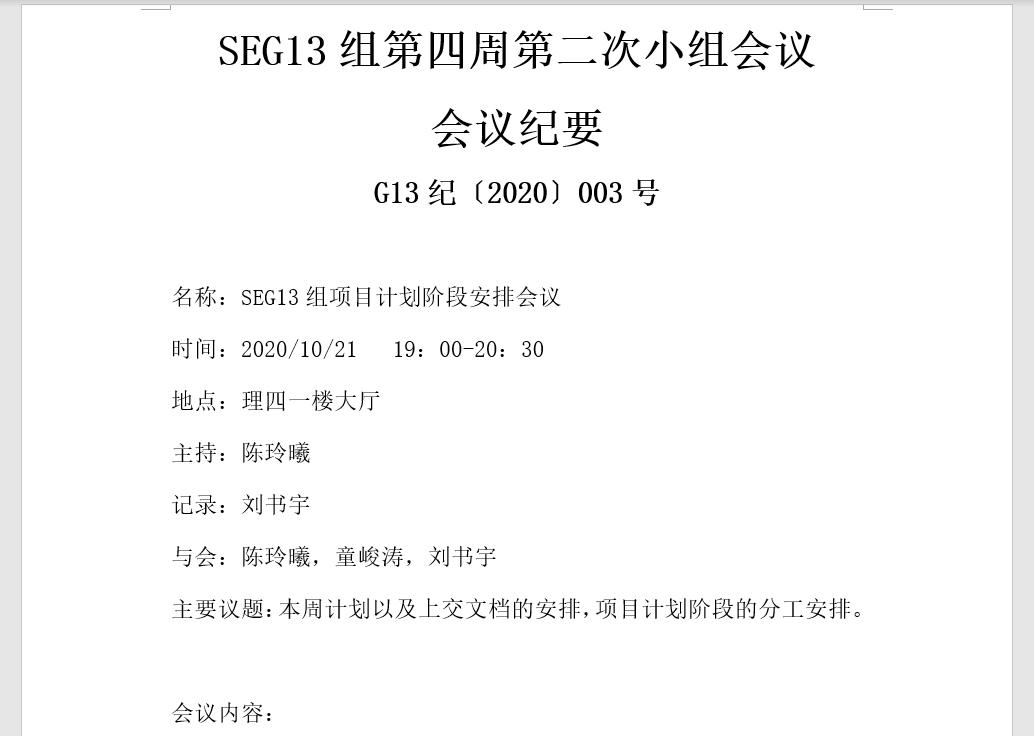 SEG13 组第四周第二次小组会议
会议纪要
G13 纪〔2020〕003 号
名称：SEG13 组项目计划阶段安排会议
时间：2020/10/21   19：00-20：30
地点：理四一楼大厅
主持：陈玲曦
记录：刘书宇
与会：陈玲曦，童峻涛，刘书宇
主要议题：本周计划以及上交文档的安排，项目计划阶段的分工安排。
会议内容：